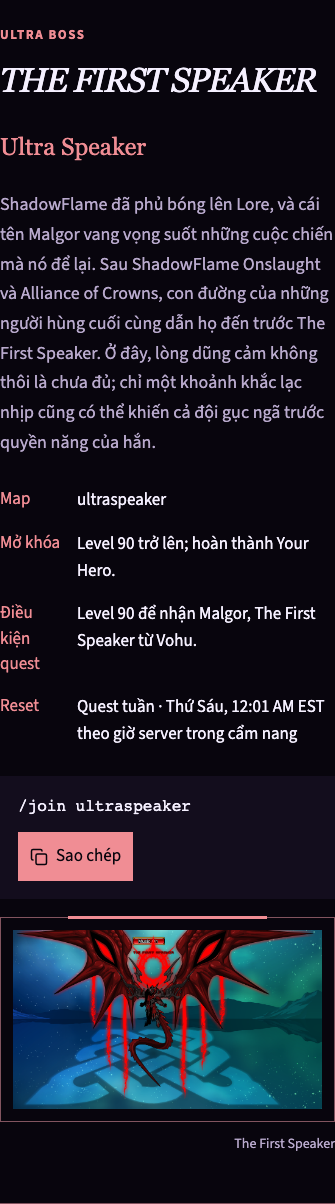 ULTRA BOSS
THE FIRST SPEAKER
Ultra Speaker
ShadowFlame đã phủ bóng lên Lore, và cái
tên Malgor vang vọng suốt những cuộc chiến
mà nó để lại. Sau ShadowFlame Onslaught
và Alliance of Crowns, con đường của những
người hùng cuối cùng dẫn họ đến trước The
First Speaker. Ở đây, lòng dũng cảm không
thôi là chưa đủ; chỉ một khoảnh khắc lạc
nhịp cũng có thể khiến cả đội gục ngã trước
quyền năng của hắn.
Map
ultraspeaker
Mở khóa
Level 90 trở lên; hoàn thành Your
Hero.
Điều
kiện
quest
Level 90 để nhận Malgor, The First
Speaker từ Vohu.
Reset
Quest tuần · Thứ Sáu, 12:01 AM EST
theo giờ server trong cẩm nang
/join ultraspeaker
Sao chép
The First Speaker